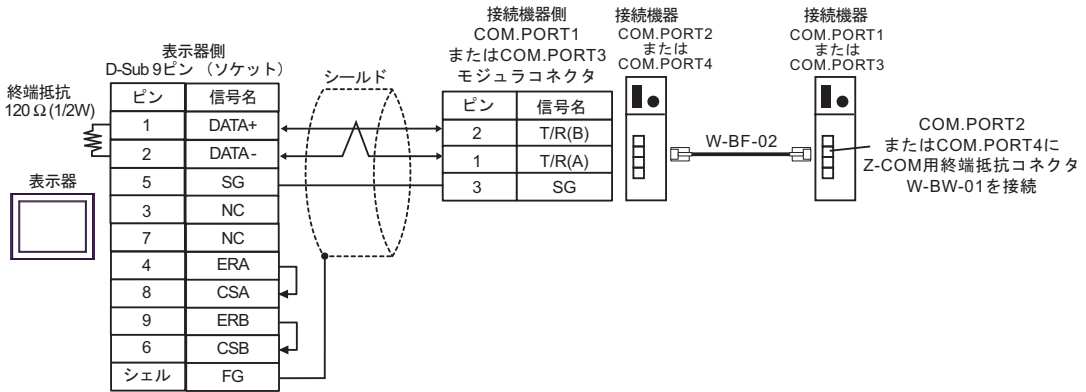 表示器側
D-Sub 9ピン （ソケット）
終端抵抗
120 Ω (1/2W)
表示器
ピン 信号名
1 DATA+
2 DATA-
5 SG
3 NC
7 NC
4 ERA
8 CSA
9 ERB
6 CSB
シェル FG
シールド
接続機器側
COM.PORT1
またはCOM.PORT3
モジュラコネクタ
ピン 信号名
2 T/R(B)
1 T/R(A)
3 SG
接続機器
COM.PORT2
または
COM.PORT4
W-BF-02
接続機器
COM.PORT1
または
COM.PORT3
COM.PORT2
またはCOM.PORT4に
Z-COM用終端抵抗コネクタ
W-BW-01を接続